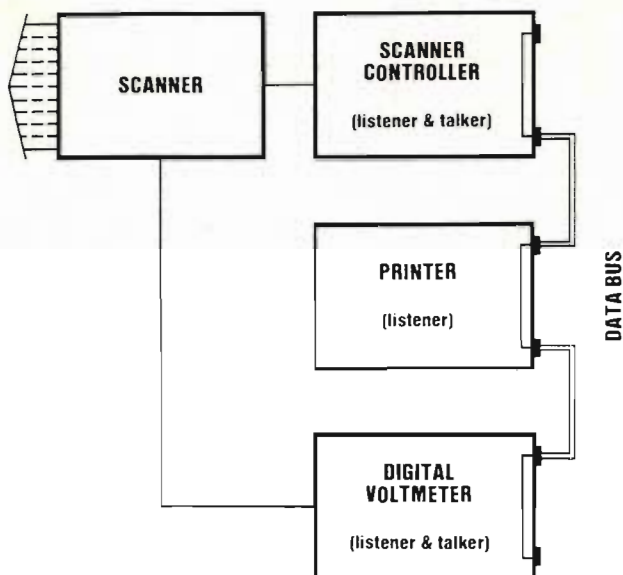 SCANNER
SCANNER
CONTROLLER
(listener & talker)
PRINTER
(listener)
DIGITAL
VOLTMETER
(listener & talker)
DATA BUS